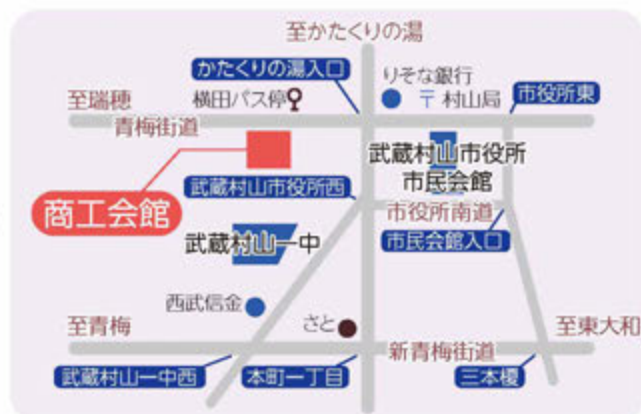 至かたくりの湯
かたくりの湯入口
りそな銀行
至瑞穂
横田バス停
〒村山局
市役所東
青梅街道
武蔵村山市役所
市民会館
武蔵村山市役所西
商工会館
市役所南道
武蔵村山一中
市民会館入口
西武信金
さと
至青梅
至東大和
新青梅街道
武蔵村山一中西
本町一丁目
三本榎